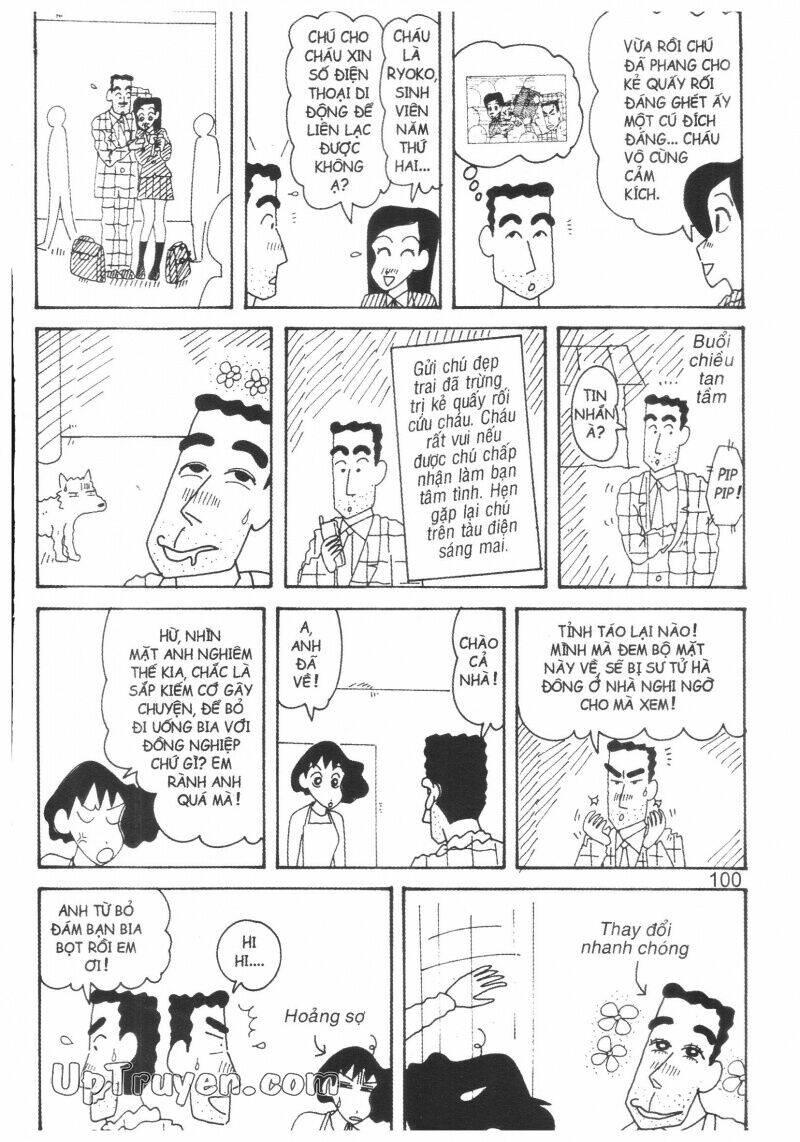 VỪA RỒI CHÚ
ĐÃ PHANG CHO
KẺ QUẤY RỐI
ĐÁNG GHÉT ẤY
MỘT CÚ ĐÍCH
ĐÁNG... CHÁU
VÔ CÙNG
CẢM
KÍCH.
CHÁU
LÀ
RYOKO,
SINH
VIÊN
NĂM
THỨ
HAI...
CHÚ CHO
CHÁU XIN
SỐ ĐIỆN
THOẠI DI
ĐỘNG ĐỂ
LIÊN LẠC
ĐƯỢC
KHÔNG
Ạ?
Buổi
chiều
tan
tầm
PIP
PIP!
TIN
NHẮN
À?
Gửi chú đẹp
trai đã trừng
trị kẻ quấy rối
cứu cháu. Cháu
rất vui nếu
được chú chấp
nhận làm bạn
tâm tình. Hẹn
gặp lại chú
trên tàu điện
sáng mai.
TỈNH TÁO LẠI NÀO!
MÌNH MÀ ĐEM BỘ MẶT
NÀY VỀ, SẼ BỊ SƯ TỬ HÀ
ĐÔNG Ở NHÀ NGHI NGỜ
CHO MÀ XEM!
CHÀO
CẢ
NHÀ!
A,
ANH
ĐÃ
VỀ!
HỪ, NHÌN
MẶT ANH NGHIÊM
THẾ KIA, CHẮC LÀ
SẮP KIẾM CỚ GÂY
CHUYỆN, ĐỂ BỎ
ĐI UỐNG BIA VỚI
ĐỒNG NGHIỆP
CHỨ GÌ? EM
RÀNH ANH
QUÁ MÀ!
100
Thay đổi
nhanh chóng
HI
HI....
ANH TỪ BỎ
ĐÁM BẠN BIA
BỌT RỒI EM
ƠI!
Hoảng sợ
UpTruyen.com